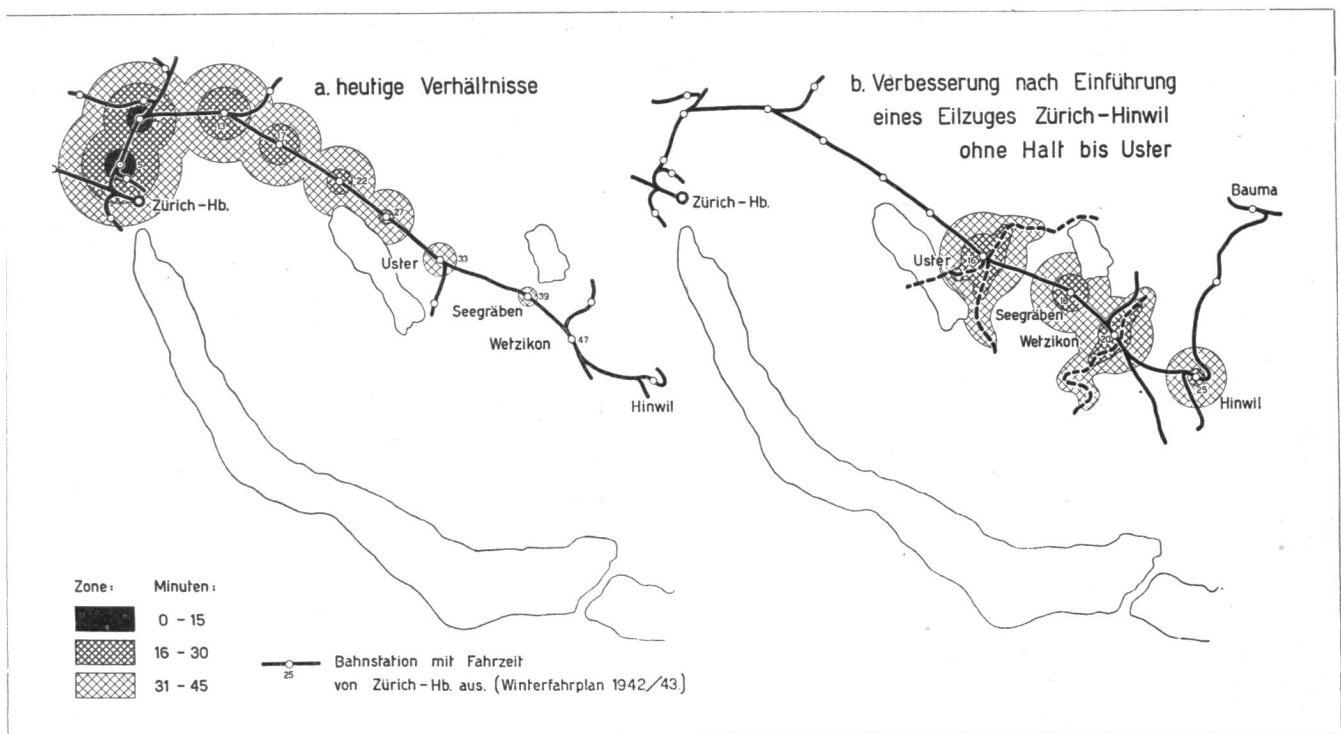 a. heutige Verhältnisse
17
22
27
33
39
47
Zürich-Hb.
Uster
Seegräben
Wetzikon
Hinwil
b. Verbesserung nach Einführung
eines Eilzuges Zürich-Hinwil
ohne Halt bis Uster
Bauma
Zürich-Hb.
Uster
16
Seegräben
18
Wetzikon
20
25
Hinwil
Zone: Minuten:
0 - 15
16 - 30
31 - 45
25
Bahnstation mit Fahrzeit
von Zürich-Hb. aus. (Winterfahrplan 1942/43.)